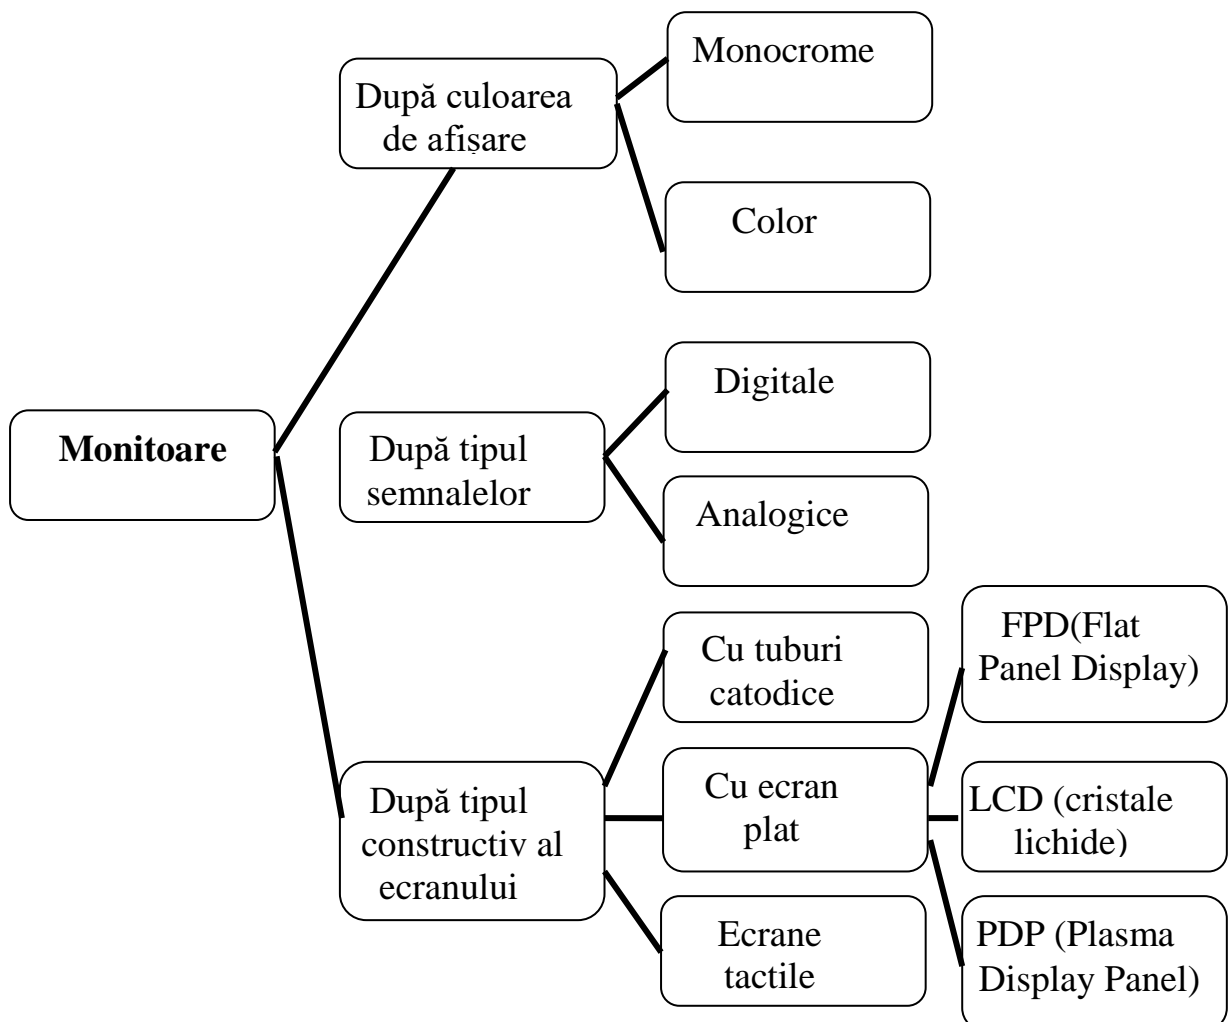 Monitoare
După culoarea
de afișare
Monocrome
Color
După tipul
semnalelor
Digitale
Analogice
După tipul
constructiv al
ecranului
Cu tuburi
catodice
Cu ecran
plat
FPD(Flat
Panel Display)
LCD (cristale
lichide)
PDP (Plasma
Display Panel)
Ecrane
tactile